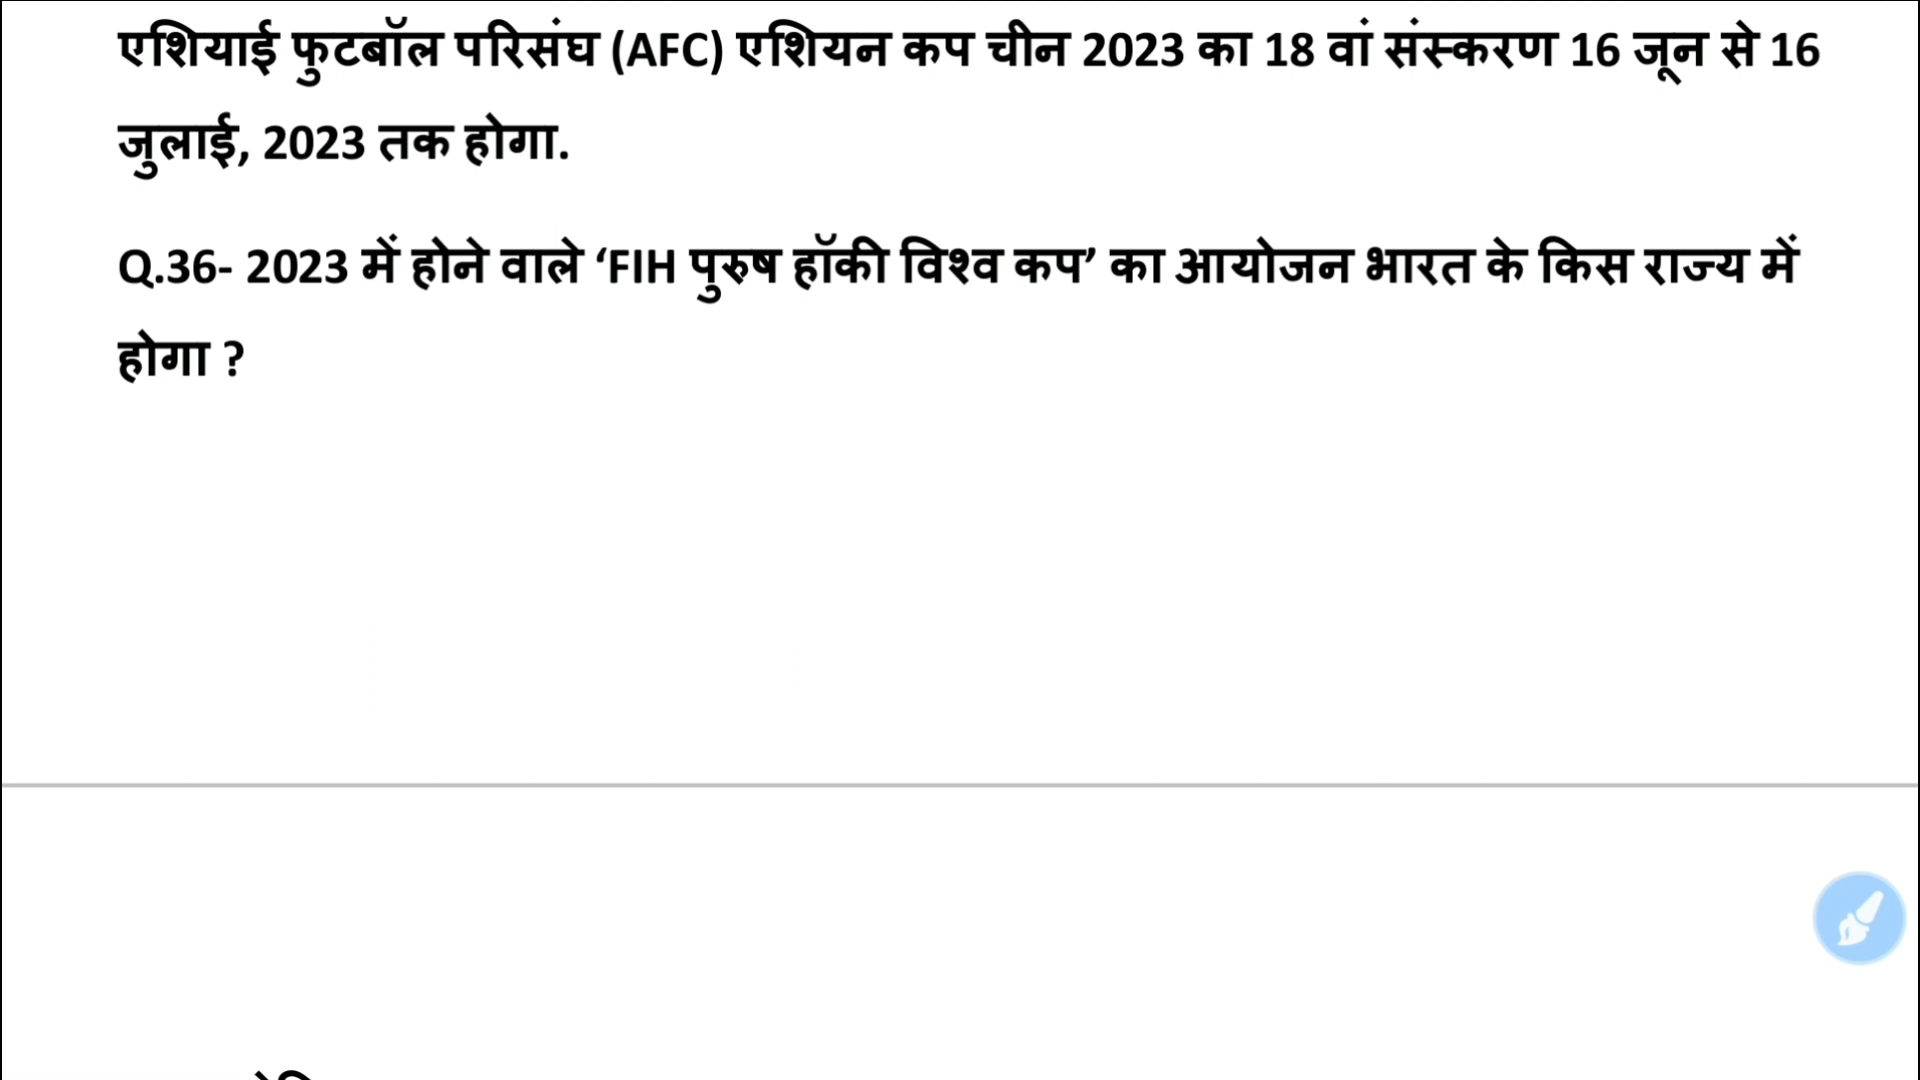 एशियाई फुटबॉल परिसंघ (AFC) एशियन कप चीन 2023 का 18 वां संस्करण 16 जून से 16
जुलाई, 2023 तक होगा.
Q.36- 2023 में होने वाले ‘FIH पुरुष हॉकी विश्व कप’ का आयोजन भारत के किस राज्य में
होगा ?